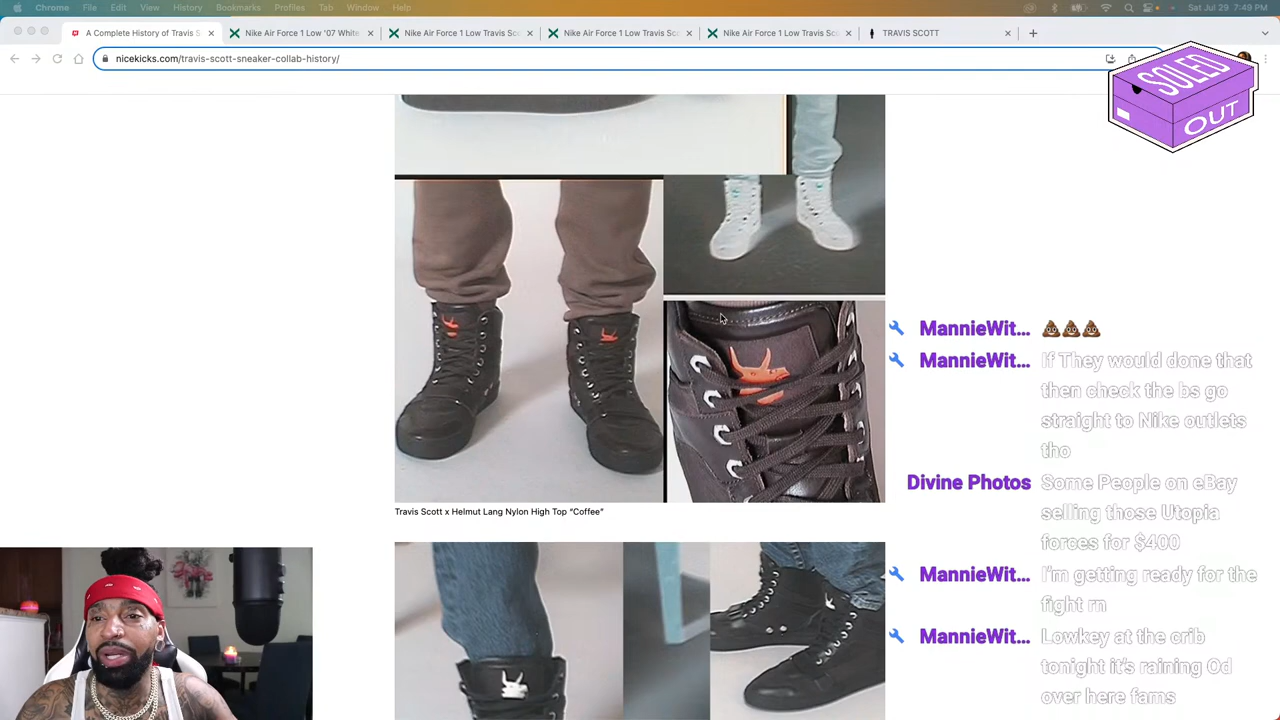 Chrome File Edit View History Bookmarks Profiles Tab Window Help Sat Jul 29 7:49 PM
A Complete History of Travis S Nike Air Force 1 Low '07 White Nike Air Force 1 Low Travis Sco Nike Air Force 1 Low Travis Sco Nike Air Force 1 Low Travis Sco TRAVIS SCOTT
nicekicks.com/travis-scott-sneaker-collab-history/
SOLED
OUT
MannieWit... 💩💩💩
MannieWit... If They would done that
then check the bs go
straight to Nike outlets
tho
Divine Photos Some People on eBay
selling those Utopia
forces for $400
Travis Scott x Helmut Lang Nylon High Top “Coffee”
MannieWit... I’m getting ready for the
fight rn
MannieWit... Lowkey at the crib
tonight it’s raining Od
over here fams